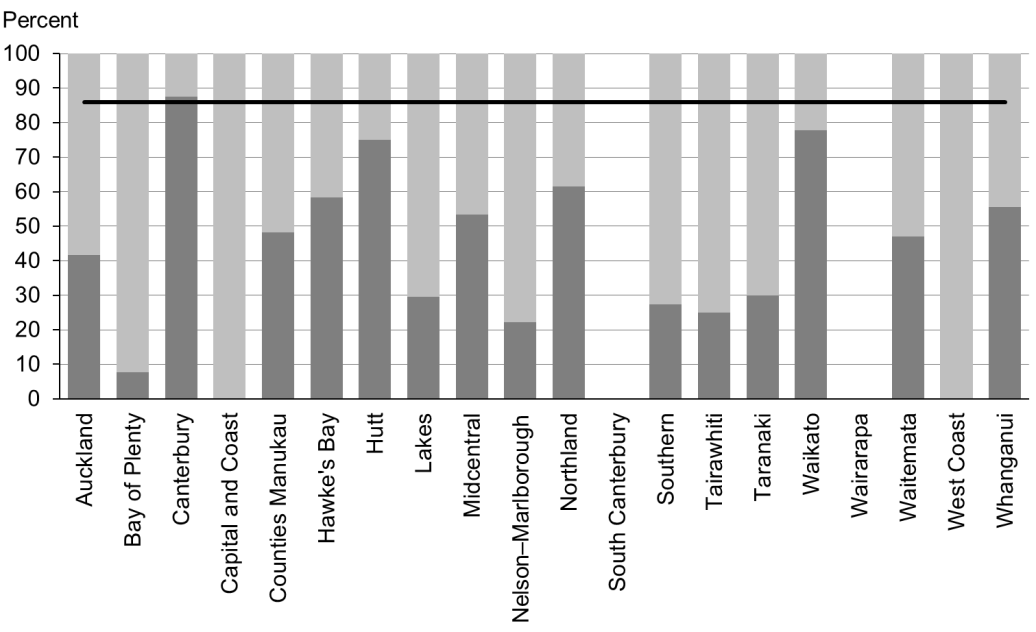 Percent
100
90
80
70
60
50
40
30
20
10
0
Auckland
Bay of Plenty
Canterbury
Capital and Coast
Counties Manukau
Hawke's Bay
Hutt
Lakes
Midcentral
Nelson–Marlborough
Northland
South Canterbury
Southern
Tairawhiti
Taranaki
Waikato
Wairarapa
Waitemata
West Coast
Whanganui